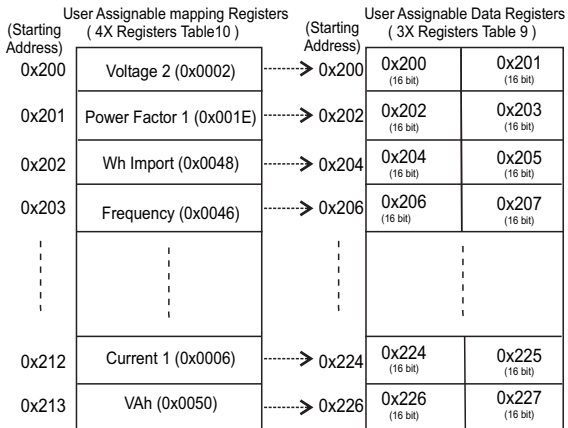 User Assignable mapping Registers
( 4X Registers Table10 )
User Assignable Data Registers
( 3X Registers Table 9 )
(Starting
Address)
(Starting
Address)
0x200 Voltage 2 (0x0002) 0x200 0x200 (16 bit) 0x201 (16 bit)
0x201 Power Factor 1 (0x001E) 0x202 0x202 (16 bit) 0x203 (16 bit)
0x202 Wh Import (0x0048) 0x204 0x204 (16 bit) 0x205 (16 bit)
0x203 Frequency (0x0046) 0x206 0x206 (16 bit) 0x207 (16 bit)
0x212 Current 1 (0x0006) 0x224 0x224 (16 bit) 0x225 (16 bit)
0x213 VAh (0x0050) 0x226 0x226 (16 bit) 0x227 (16 bit)